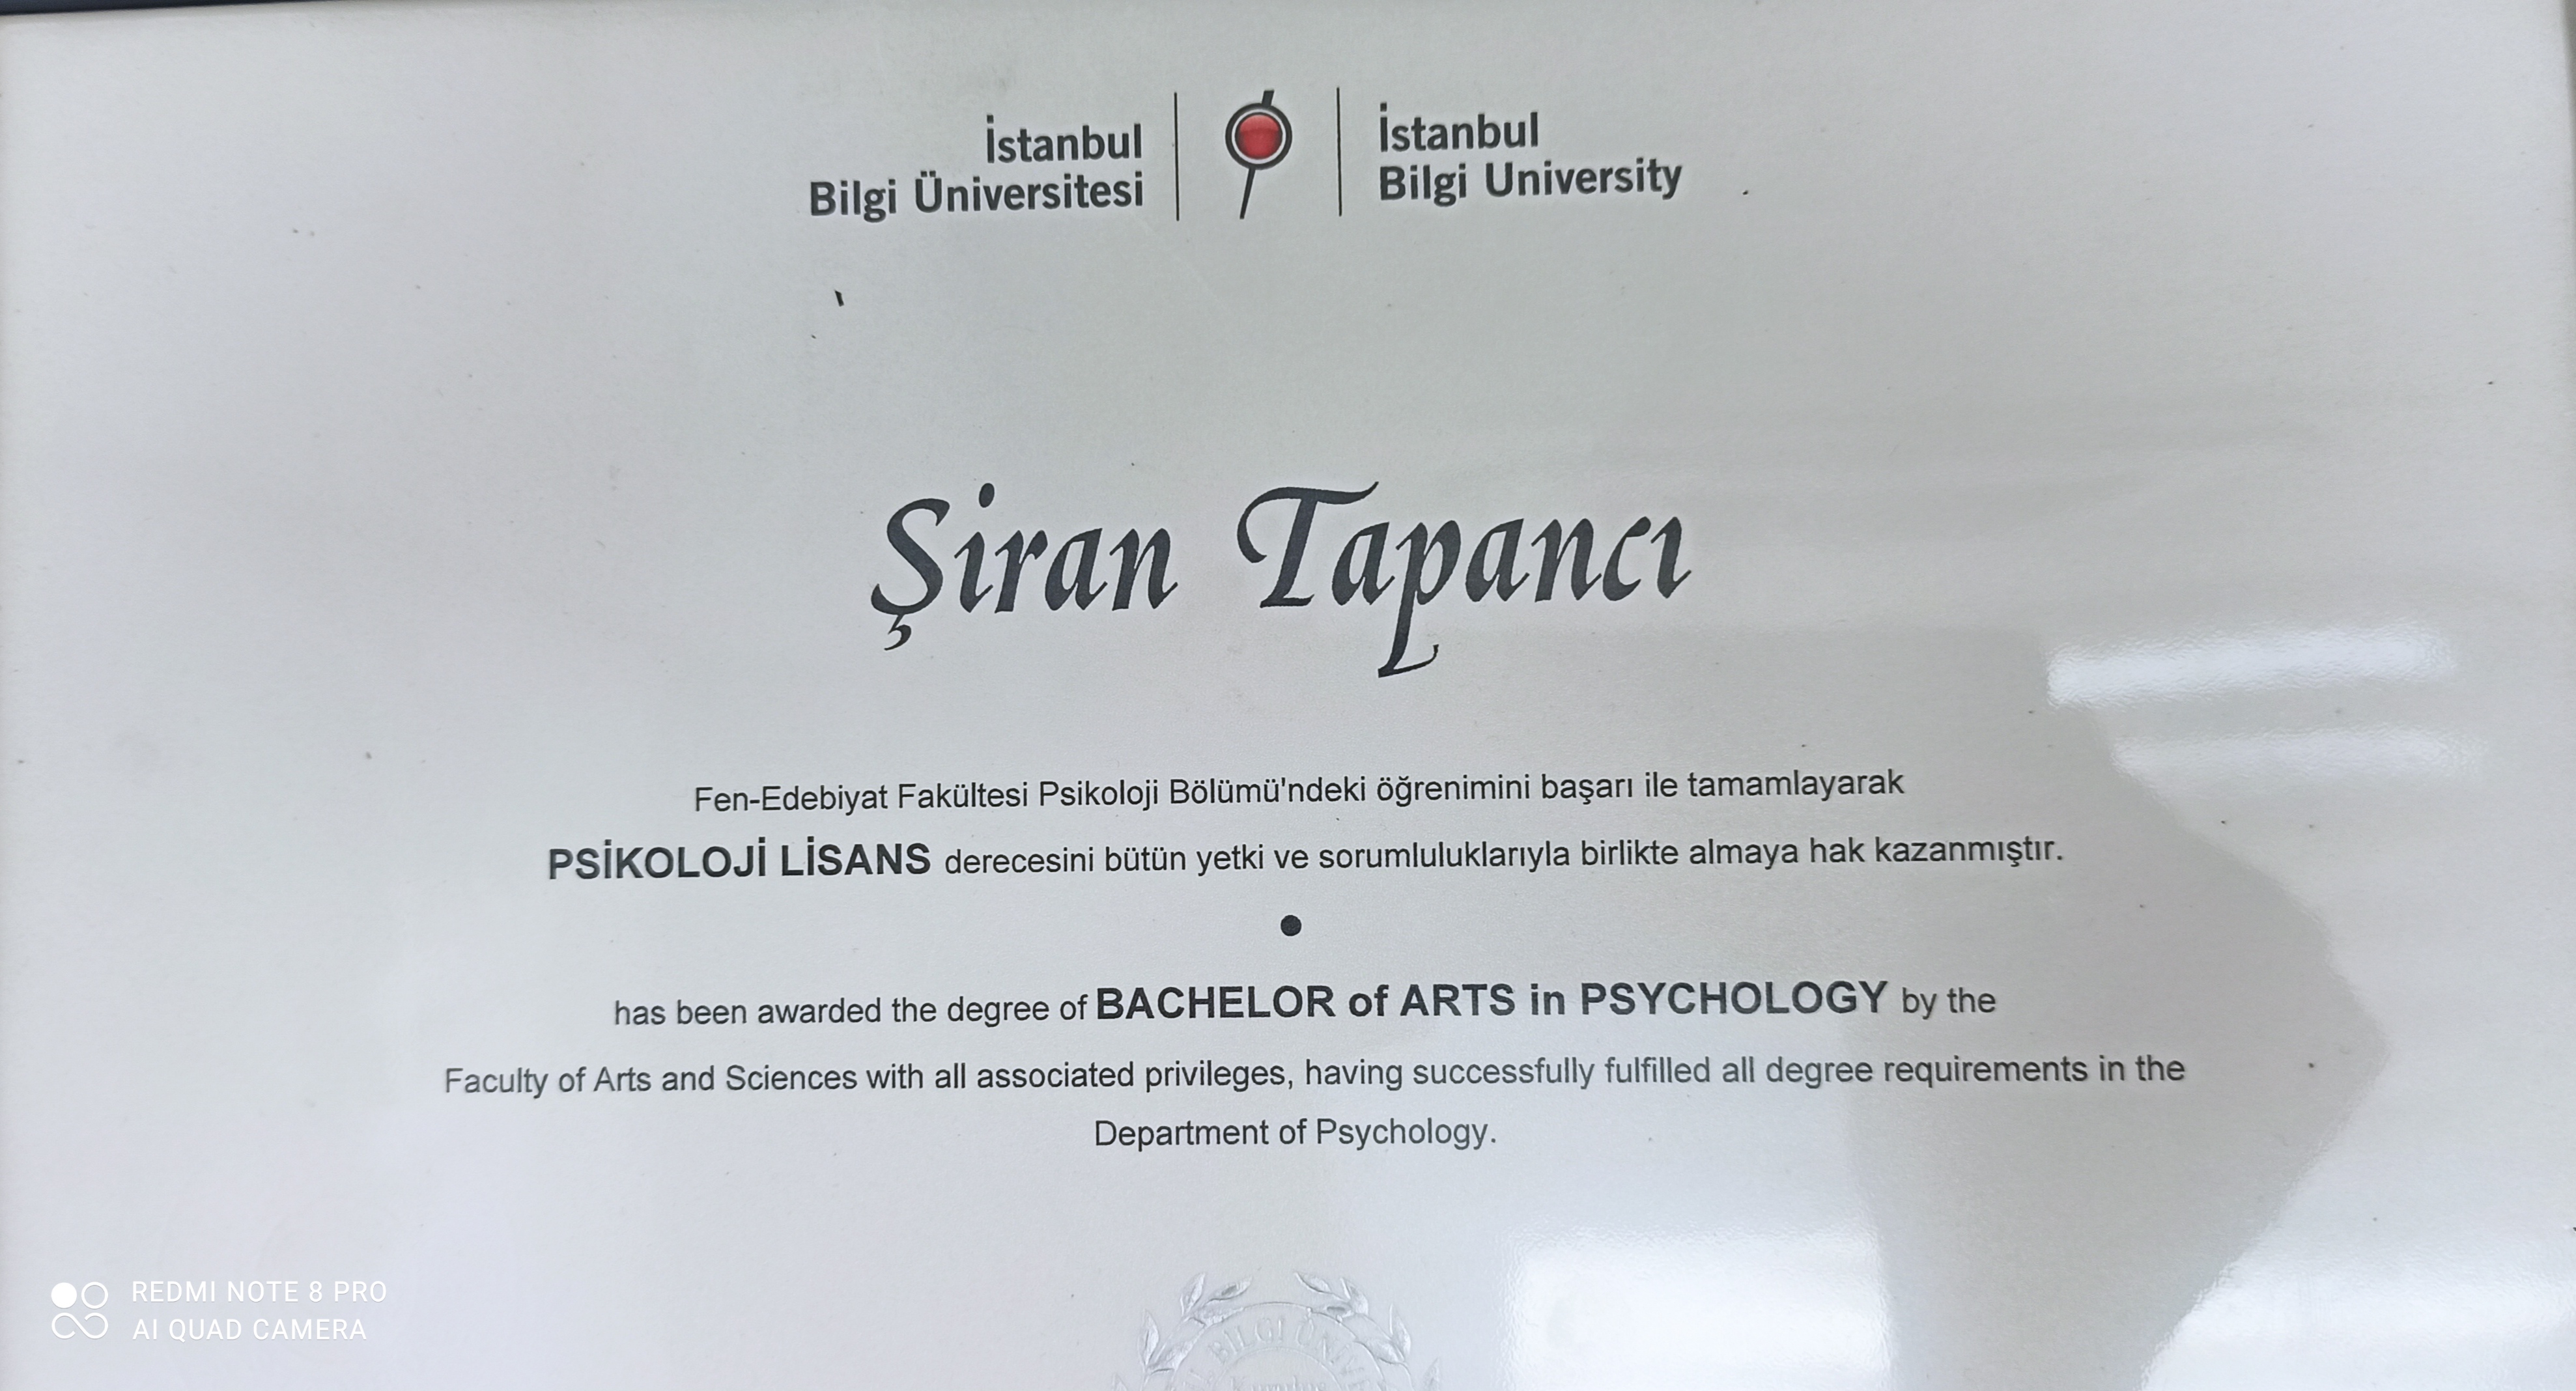 İstanbul
Bilgi Üniversitesi
İstanbul
Bilgi University
Şiran Tapancı
Fen-Edebiyat Fakültesi Psikoloji Bölümü'ndeki öğrenimini başarı ile tamamlayarak
PSİKOLOJİ LİSANS derecesini bütün yetki ve sorumluluklarıyla birlikte almaya hak kazanmıştır.
●
has been awarded the degree of BACHELOR of ARTS in PSYCHOLOGY by the
Faculty of Arts and Sciences with all associated privileges, having successfully fulfilled all degree requirements in the
Department of Psychology.
BİLGİ
REDMI NOTE 8 PRO
AI QUAD CAMERA